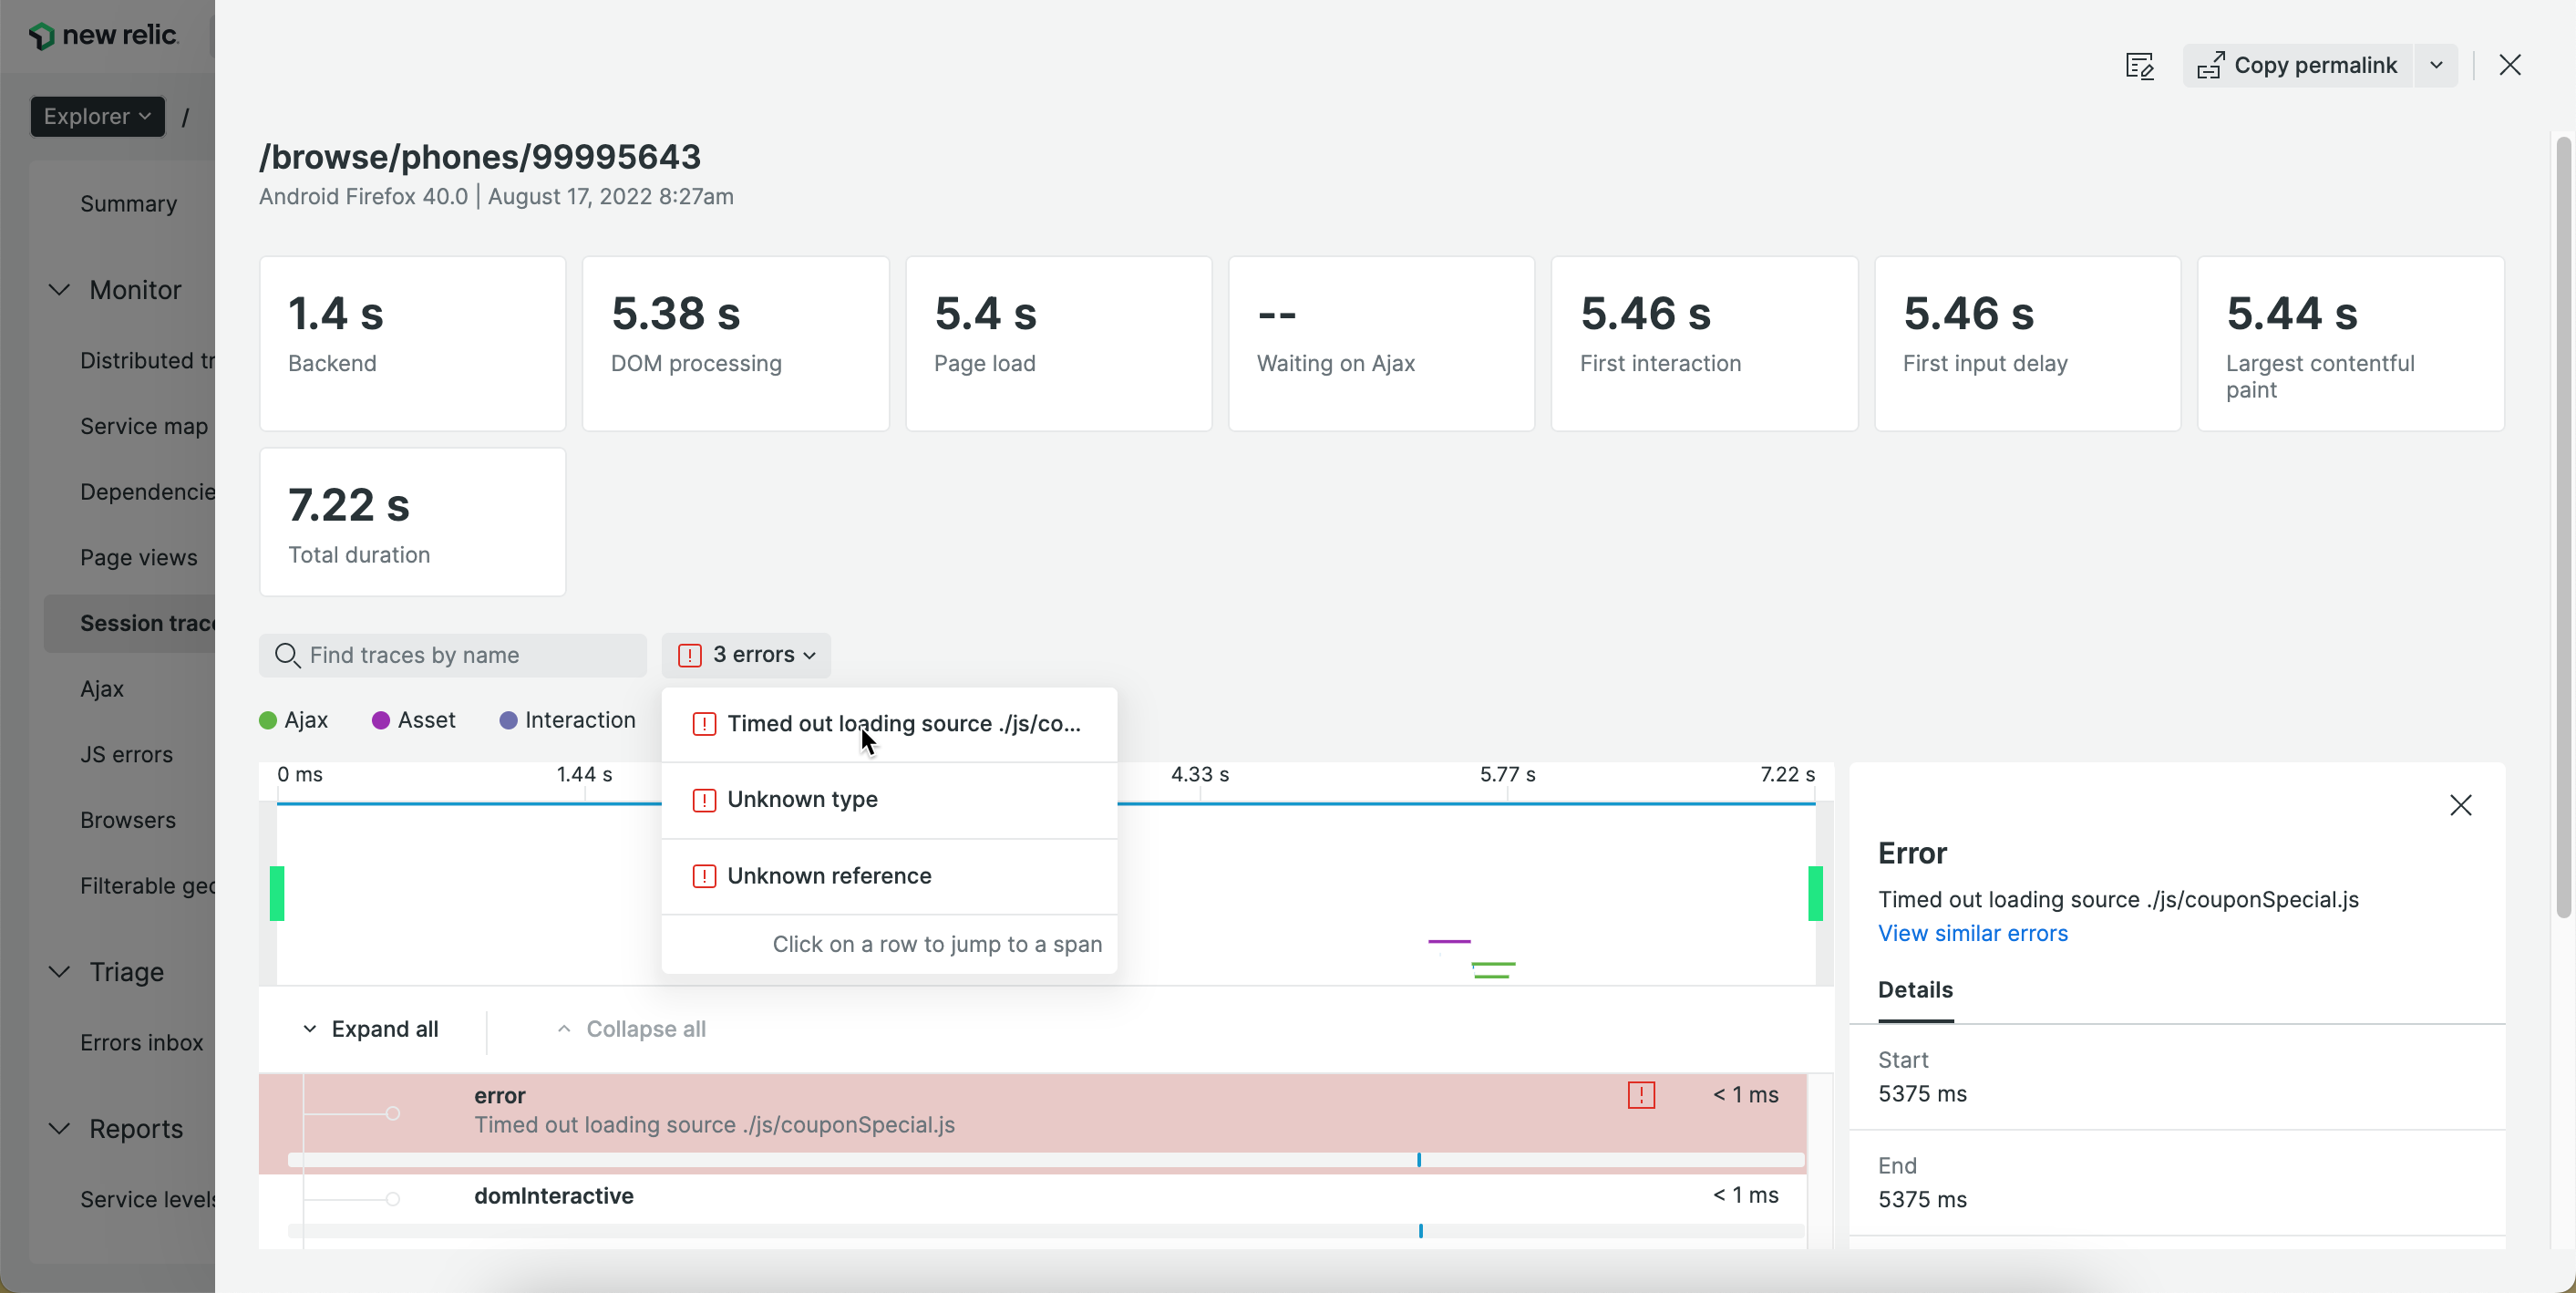 new relic.
Copy permalink
Explorer /
/browse/phones/99995643
Android Firefox 40.0 | August 17, 2022 8:27am
Summary
Monitor
Distributed tr
Service map
Dependencie
Page views
Session trac
Ajax
JS errors
Browsers
Filterable geo
Triage
Errors inbox
Reports
Service levels
1.4 s
Backend
5.38 s
DOM processing
5.4 s
Page load
--
Waiting on Ajax
5.46 s
First interaction
5.46 s
First input delay
5.44 s
Largest contentful
paint
7.22 s
Total duration
Find traces by name
3 errors
Ajax
Asset
Interaction
Timed out loading source ./js/co...
Unknown type
Unknown reference
Click on a row to jump to a span
0 ms
1.44 s
4.33 s
5.77 s
7.22 s
Expand all
Collapse all
error
< 1 ms
Timed out loading source ./js/couponSpecial.js
domInteractive
< 1 ms
Error
Timed out loading source ./js/couponSpecial.js
View similar errors
Details
Start
5375 ms
End
5375 ms